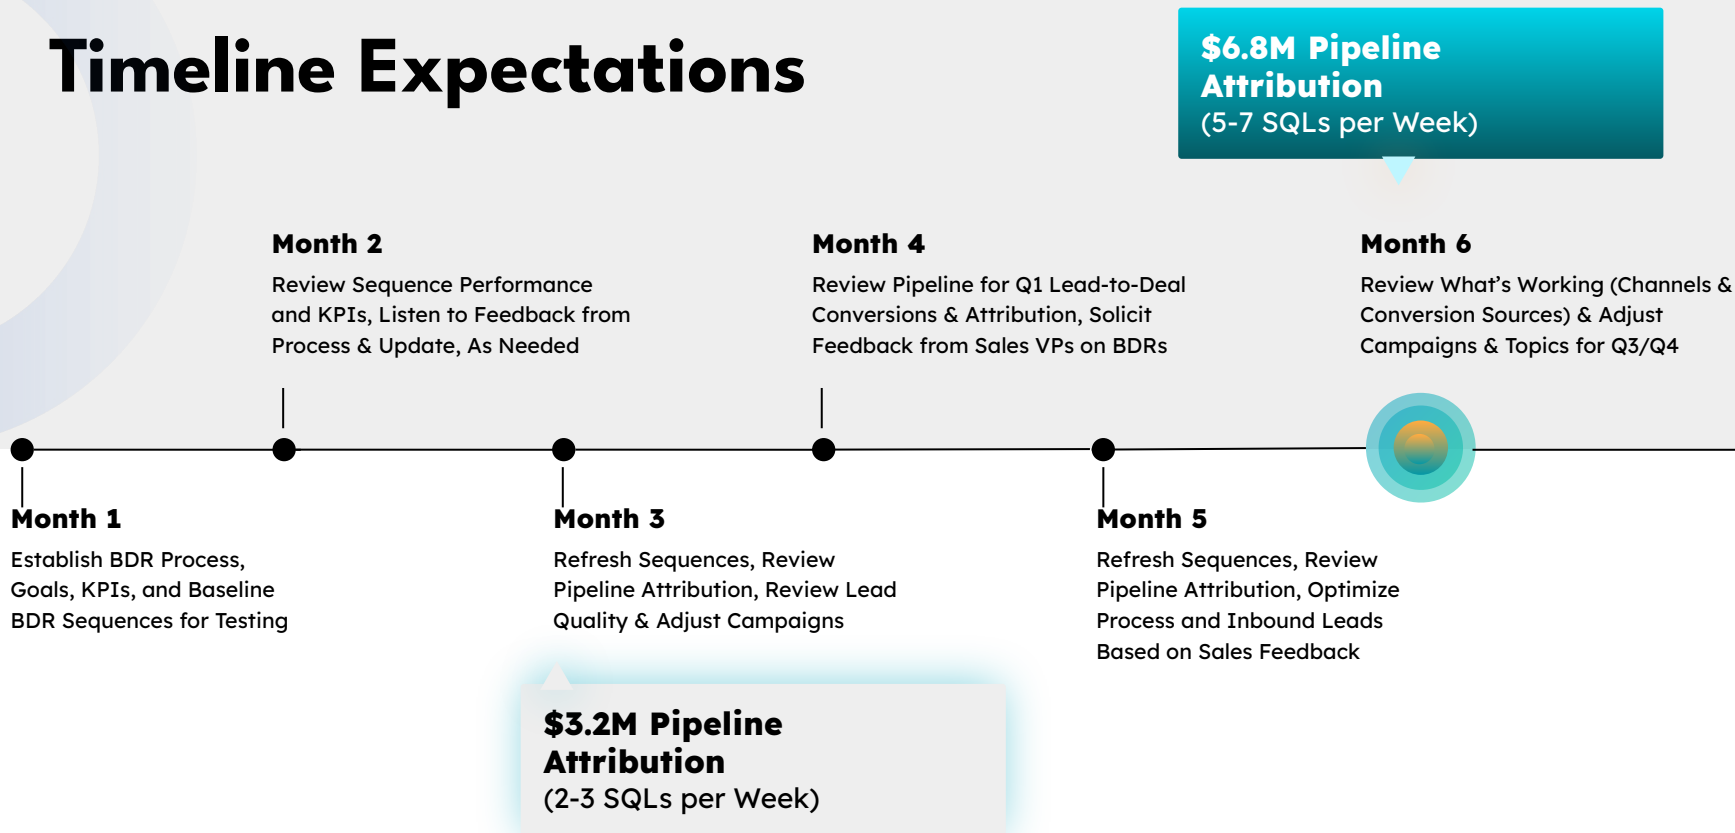 Timeline Expectations
$6.8M Pipeline
Attribution
(5-7 SQLs per Week)
Month 2
Review Sequence Performance
and KPIs, Listen to Feedback from
Process & Update, As Needed
Month 4
Review Pipeline for Q1 Lead-to-Deal
Conversions & Attribution, Solicit
Feedback from Sales VPs on BDRs
Month 6
Review What’s Working (Channels &
Conversion Sources) & Adjust
Campaigns & Topics for Q3/Q4
Month 1
Establish BDR Process,
Goals, KPIs, and Baseline
BDR Sequences for Testing
Month 3
Refresh Sequences, Review
Pipeline Attribution, Review Lead
Quality & Adjust Campaigns
Month 5
Refresh Sequences, Review
Pipeline Attribution, Optimize
Process and Inbound Leads
Based on Sales Feedback
$3.2M Pipeline
Attribution
(2-3 SQLs per Week)